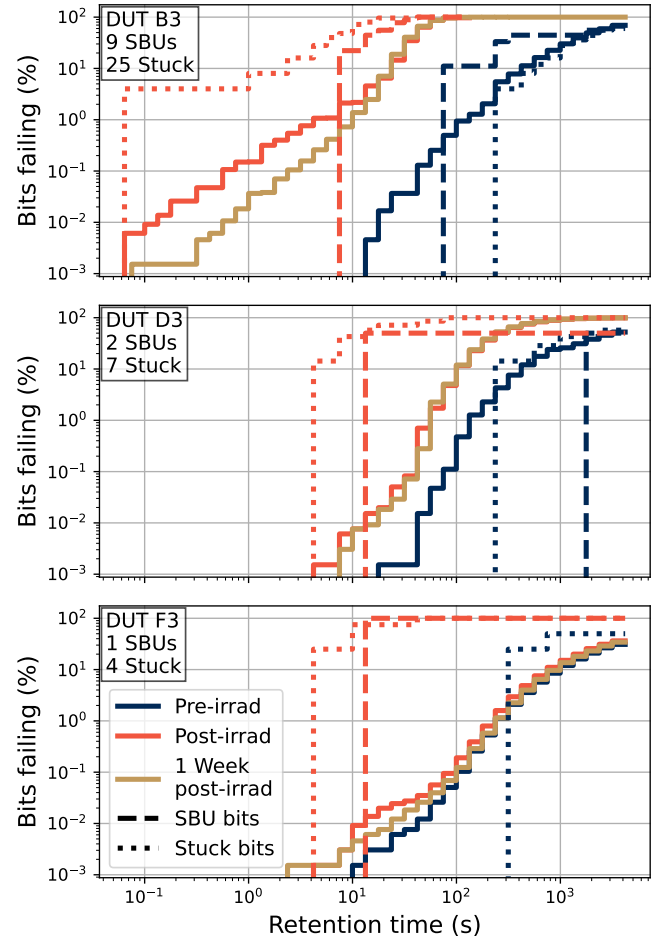 DUT B3
9 SBUs
25 Stuck
Bits failing (%)
10²
10¹
10⁰
10⁻¹
10⁻²
10⁻³
DUT D3
2 SBUs
7 Stuck
Bits failing (%)
10²
10¹
10⁰
10⁻¹
10⁻²
10⁻³
DUT F3
1 SBUs
4 Stuck
Bits failing (%)
10²
10¹
10⁰
10⁻¹
10⁻²
10⁻³
Pre-irrad
Post-irrad
1 Week
post-irrad
SBU bits
Stuck bits
10⁻¹ 10⁰ 10¹ 10² 10³
Retention time (s)